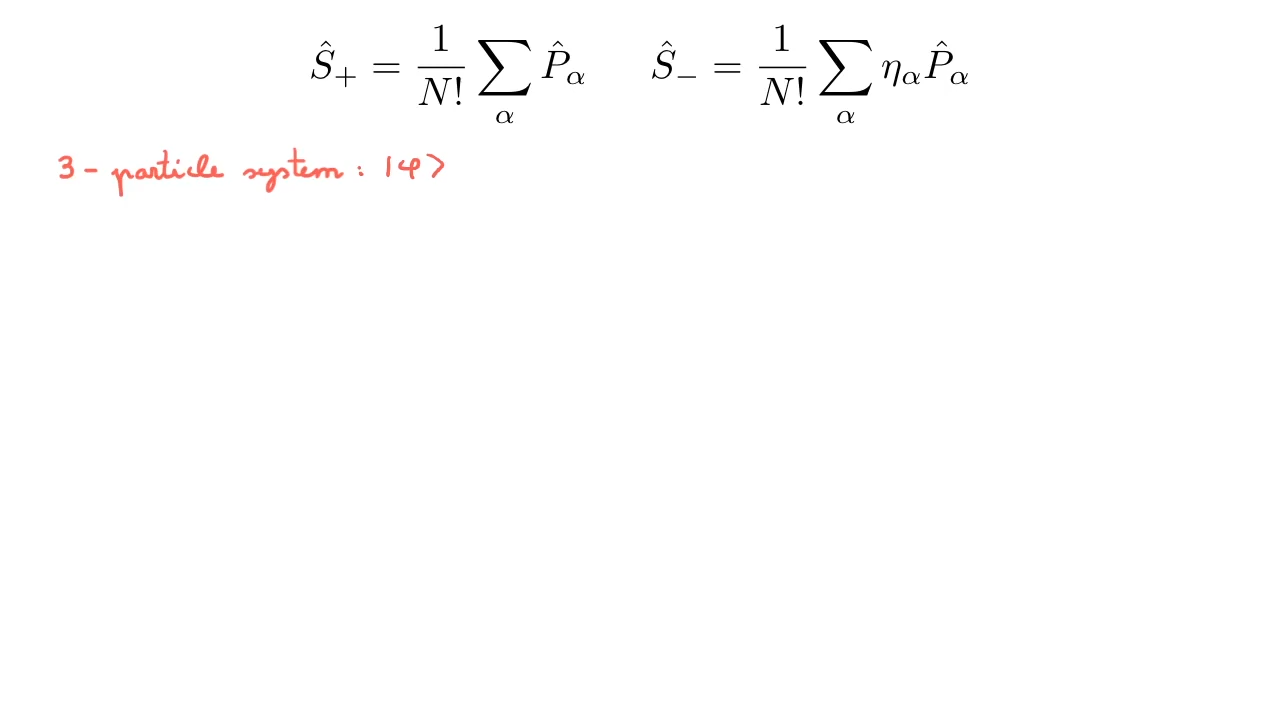 Ŝ₊ = 1/N! ∑_α P̂_α    Ŝ₋ = 1/N! ∑_α η_α P̂_α
3 - particle system : |φ>